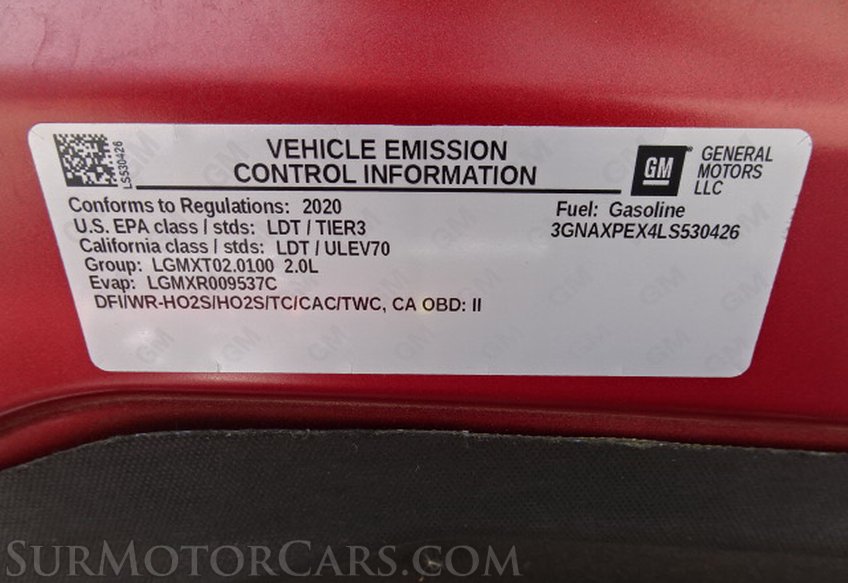 LS530426
VEHICLE EMISSION
CONTROL INFORMATION
GM
GENERAL
MOTORS
LLC
Conforms to Regulations: 2020
U.S. EPA class / stds: LDT / TIER3
California class / stds: LDT / ULEV70
Group: LGMXT02.0100 2.0L
Evap: LGMXR009537C
DFI/WR-HO2S/HO2S/TC/CAC/TWC, CA OBD: II
Fuel: Gasoline
3GNAXPEX4LS530426
SurMotorCars.com